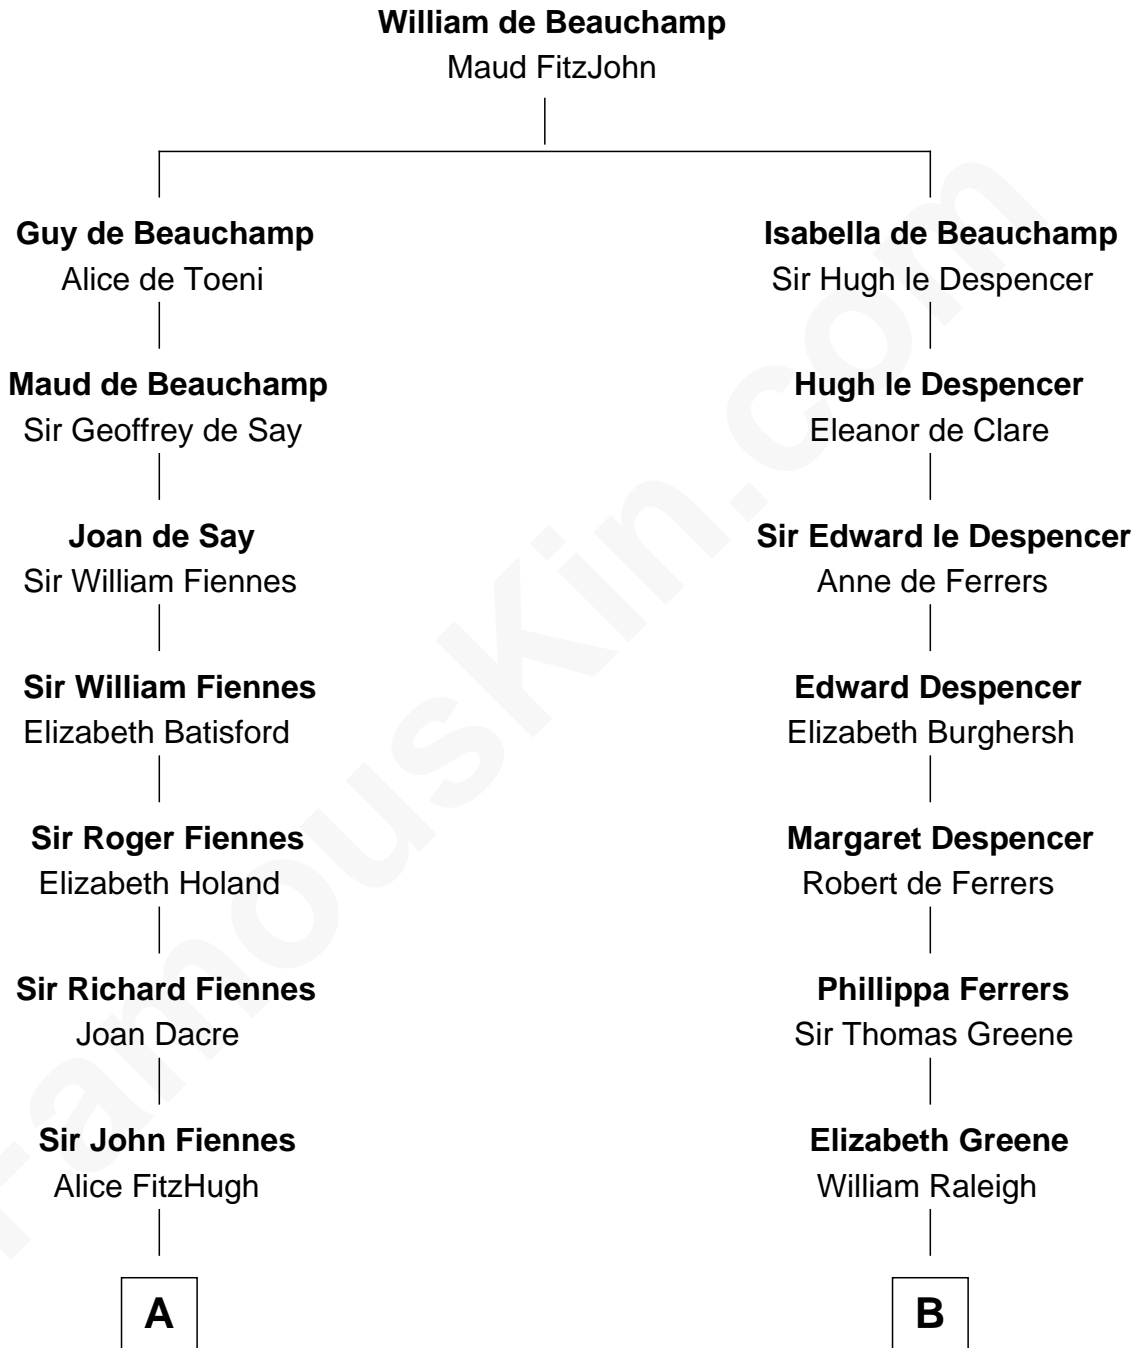 William de Beauchamp
Maud FitzJohn
Guy de Beauchamp
Alice de Toeni
Maud de Beauchamp
Sir Geoffrey de Say
Joan de Say
Sir William Fiennes
Sir William Fiennes
Elizabeth Batisford
Sir Roger Fiennes
Elizabeth Holand
Sir Richard Fiennes
Joan Dacre
Sir John Fiennes
Alice FitzHugh
A
Isabella de Beauchamp
Sir Hugh le Despencer
Hugh le Despencer
Eleanor de Clare
Sir Edward le Despencer
Anne de Ferrers
Edward Despencer
Elizabeth Burghersh
Margaret Despencer
Robert de Ferrers
Phillippa Ferrers
Sir Thomas Greene
Elizabeth Greene
William Raleigh
B
FamousKin.com